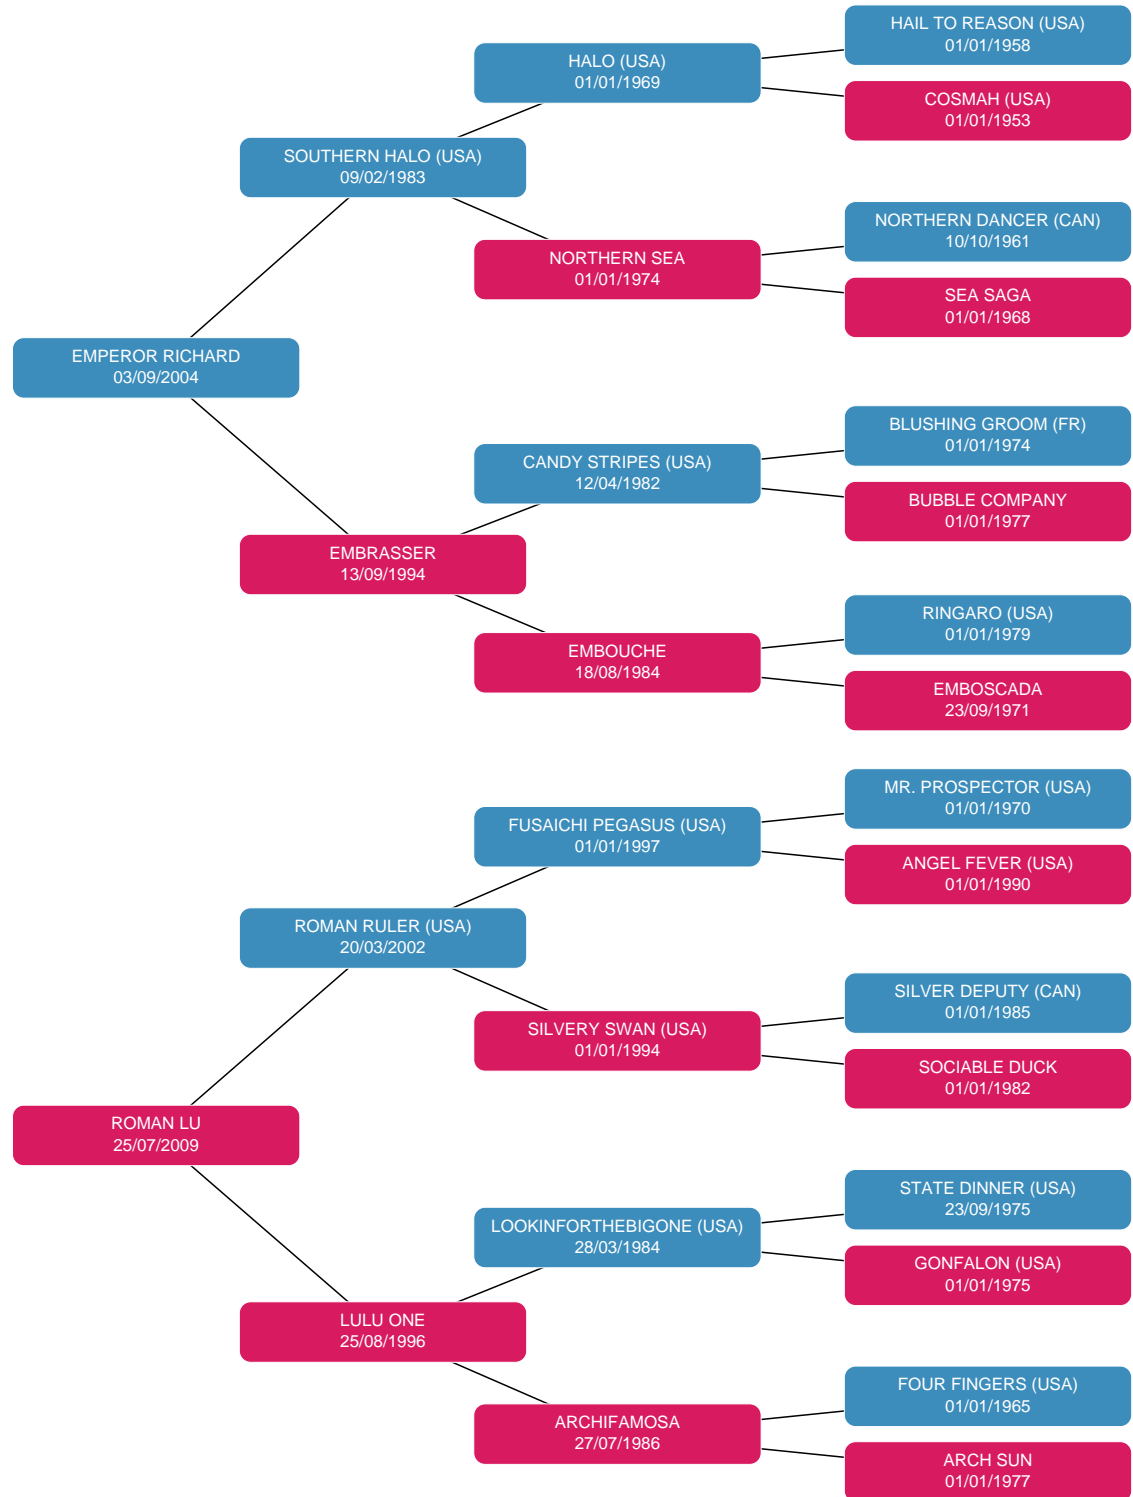 HAIL TO REASON (USA)
01/01/1958
HALO (USA)
01/01/1969
COSMAH (USA)
01/01/1953
SOUTHERN HALO (USA)
09/02/1983
NORTHERN DANCER (CAN)
10/10/1961
NORTHERN SEA
01/01/1974
SEA SAGA
01/01/1968
EMPEROR RICHARD
03/09/2004
BLUSHING GROOM (FR)
01/01/1974
CANDY STRIPES (USA)
12/04/1982
BUBBLE COMPANY
01/01/1977
EMBRASSER
13/09/1994
RINGARO (USA)
01/01/1979
EMBOUCHE
18/08/1984
EMBOSCADA
23/09/1971
MR. PROSPECTOR (USA)
01/01/1970
FUSAICHI PEGASUS (USA)
01/01/1997
ANGEL FEVER (USA)
01/01/1990
ROMAN RULER (USA)
20/03/2002
SILVER DEPUTY (CAN)
01/01/1985
SILVERY SWAN (USA)
01/01/1994
SOCIABLE DUCK
01/01/1982
ROMAN LU
25/07/2009
STATE DINNER (USA)
23/09/1975
LOOKINFORTHEBIGONE (USA)
28/03/1984
GONFALON (USA)
01/01/1975
LULU ONE
25/08/1996
FOUR FINGERS (USA)
01/01/1965
ARCHIFAMOSA
27/07/1986
ARCH SUN
01/01/1977